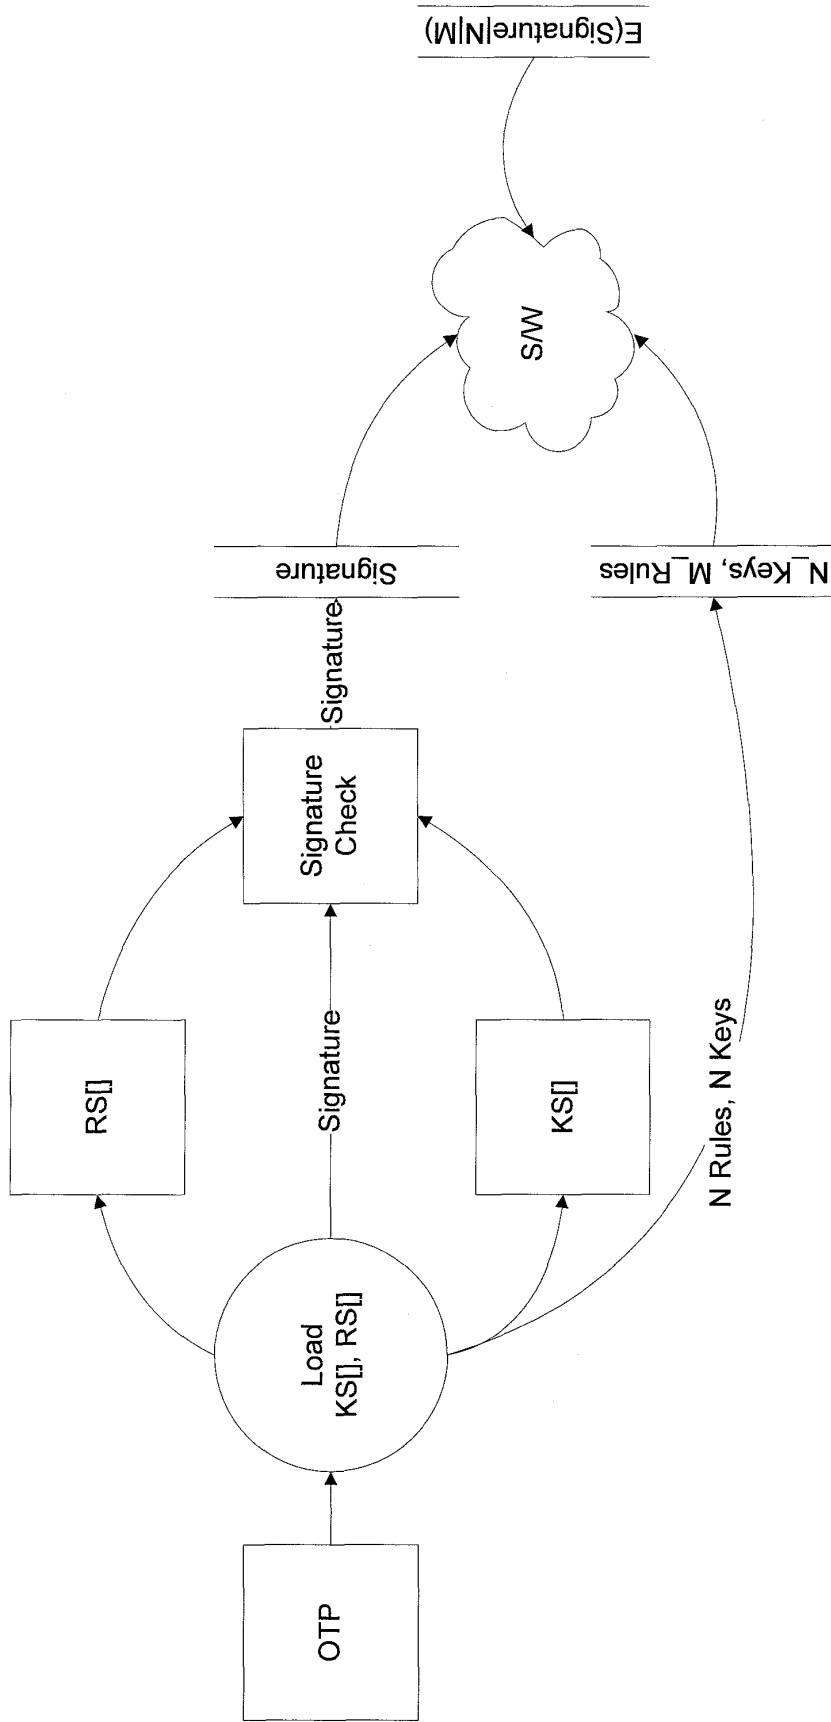 OTP
Load
KS[], RS[]
RS[]
Signature
KS[]
N Rules, N Keys
Signature
Check
Signature
Signature
N_Keys, M_Rules
S/W
E(Signature|N|M)